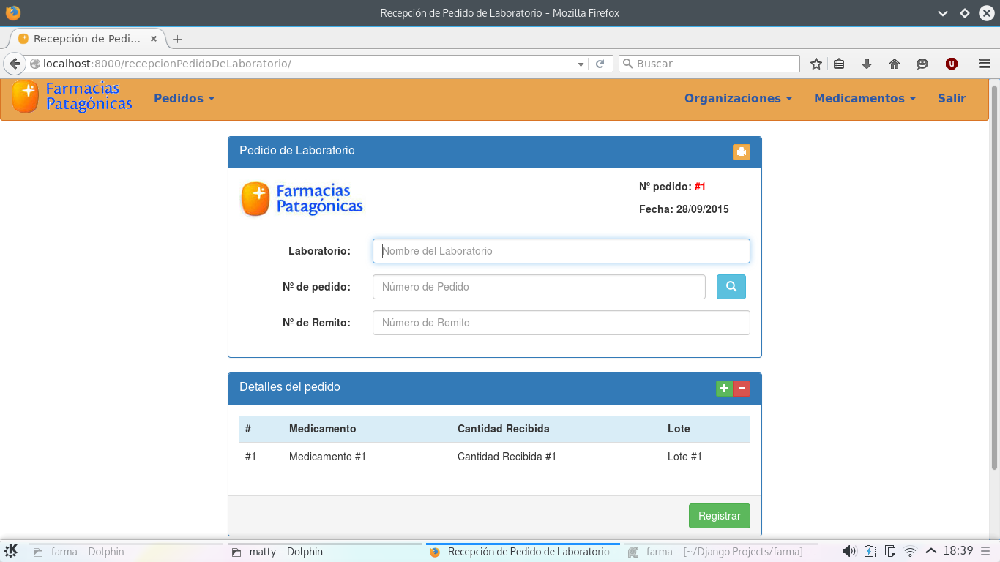 Recepción de Pedido de Laboratorio - Mozilla Firefox
Recepción de Pedi...
localhost:8000/recepcionPedidoDeLaboratorio/
Buscar
Farmacias
Patagónicas
Pedidos
Organizaciones
Medicamentos
Salir
Pedido de Laboratorio
Farmacias
Patagónicas
Nº pedido: #1
Fecha: 28/09/2015
Laboratorio: Nombre del Laboratorio
Nº de pedido: Número de Pedido
Nº de Remito: Número de Remito
Detalles del pedido
# Medicamento Cantidad Recibida Lote
#1 Medicamento #1 Cantidad Recibida #1 Lote #1
Registrar
farma – Dolphin
matty – Dolphin
Recepción de Pedido de Laboratorio -
farma – [~/Django Projects/farma] –
18:39